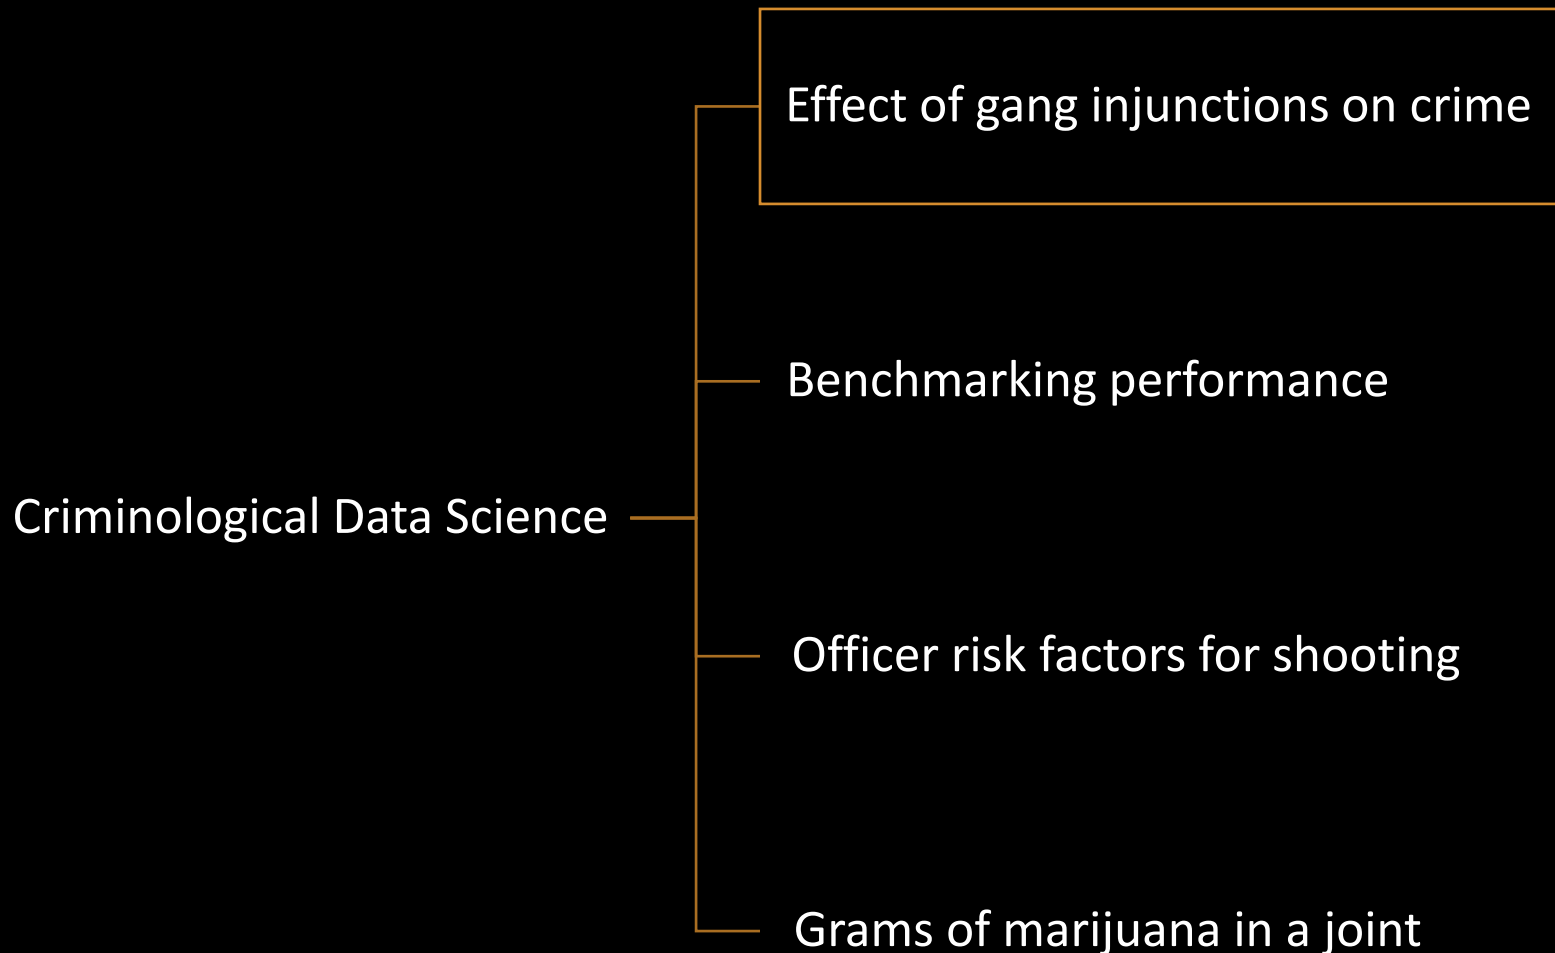 Effect of gang injunctions on crime
Benchmarking performance
Criminological Data Science
Officer risk factors for shooting
Grams of marijuana in a joint